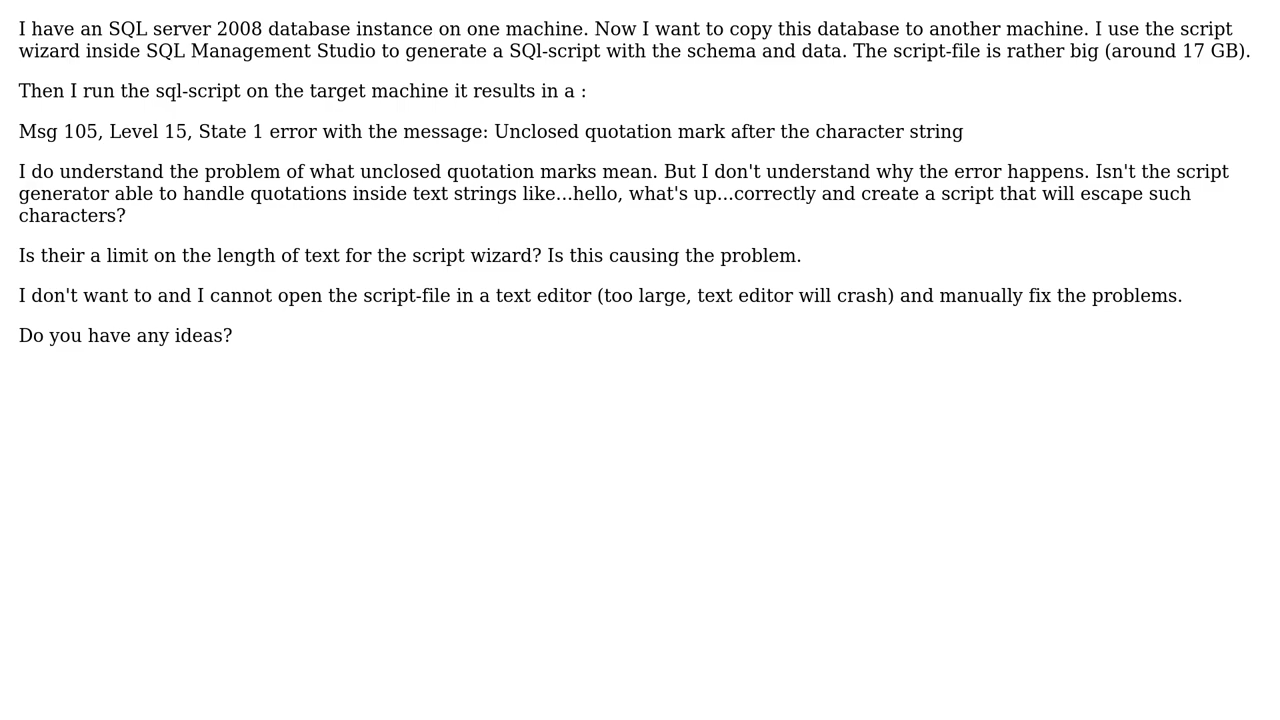 I have an SQL server 2008 database instance on one machine. Now I want to copy this database to another machine. I use the script
wizard inside SQL Management Studio to generate a SQl-script with the schema and data. The script-file is rather big (around 17 GB).
Then I run the sql-script on the target machine it results in a :
Msg 105, Level 15, State 1 error with the message: Unclosed quotation mark after the character string
I do understand the problem of what unclosed quotation marks mean. But I don't understand why the error happens. Isn't the script
generator able to handle quotations inside text strings like...hello, what's up...correctly and create a script that will escape such
characters?
Is their a limit on the length of text for the script wizard? Is this causing the problem.
I don't want to and I cannot open the script-file in a text editor (too large, text editor will crash) and manually fix the problems.
Do you have any ideas?